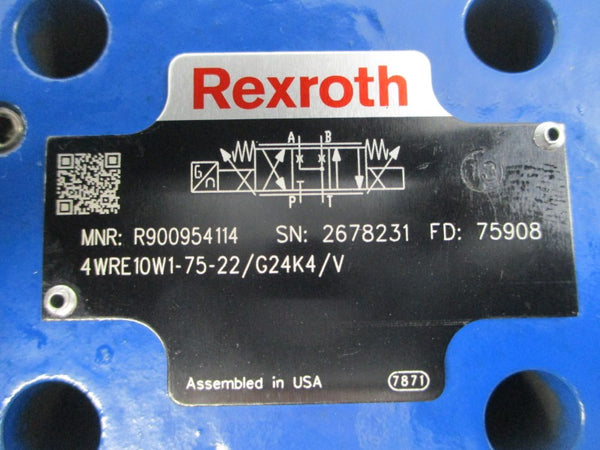 Rexroth
A B
G
P T
MNR: R900954114 SN: 2678231 FD: 75908
4WRE10W1-75-22/G24K4/V
Assembled in USA 7871